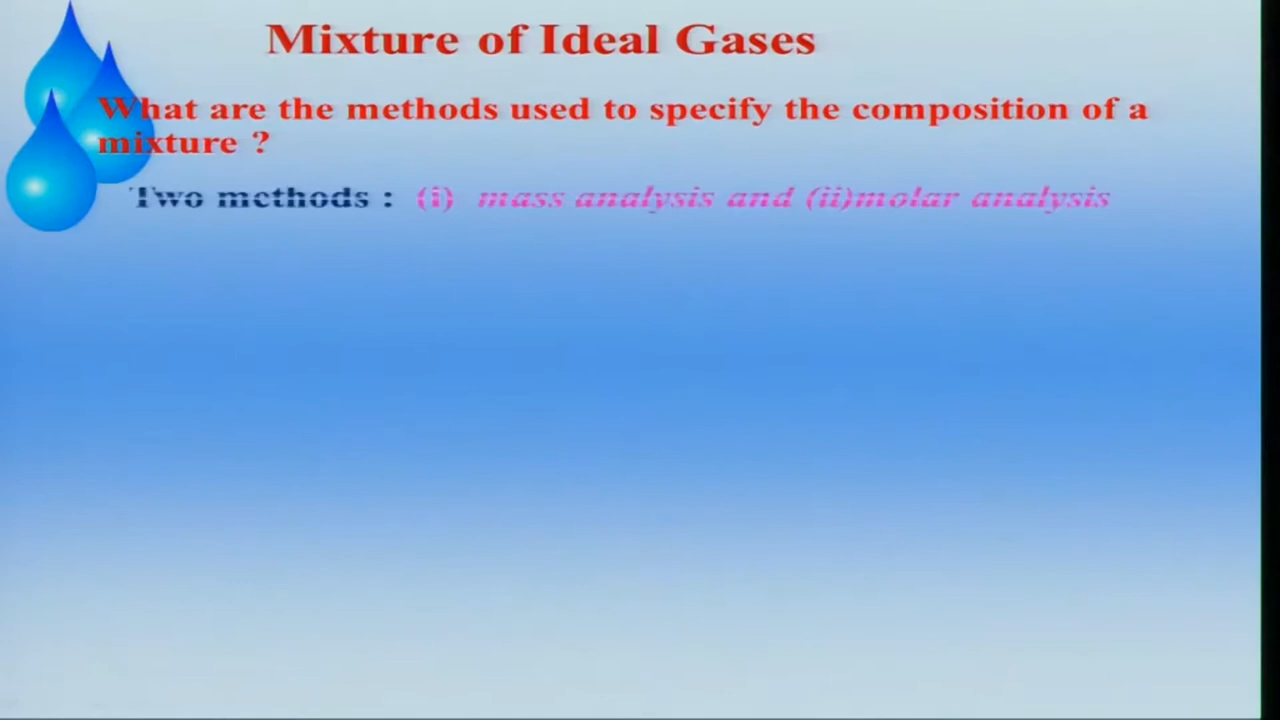 Mixture of Ideal Gases
What are the methods used to specify the composition of a
mixture ?
Two methods : (i) mass analysis and (ii)molar analysis